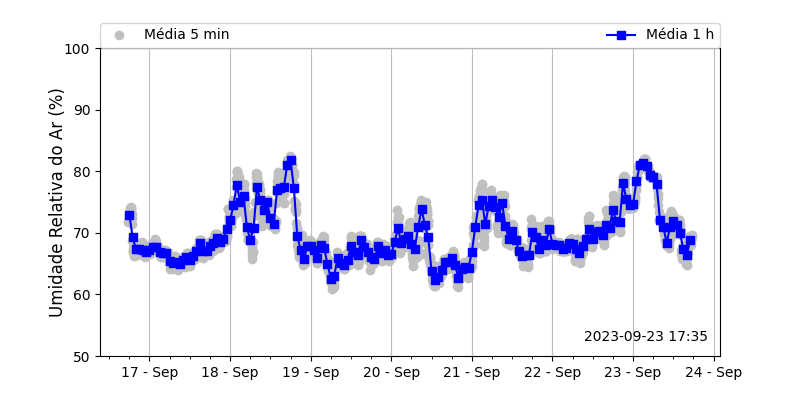 Média 5 min
Média 1 h
Umidade Relativa do Ar (%)
100
90
80
70
60
50
2023-09-23 17:35
17 - Sep
18 - Sep
19 - Sep
20 - Sep
21 - Sep
22 - Sep
23 - Sep
24 - Sep